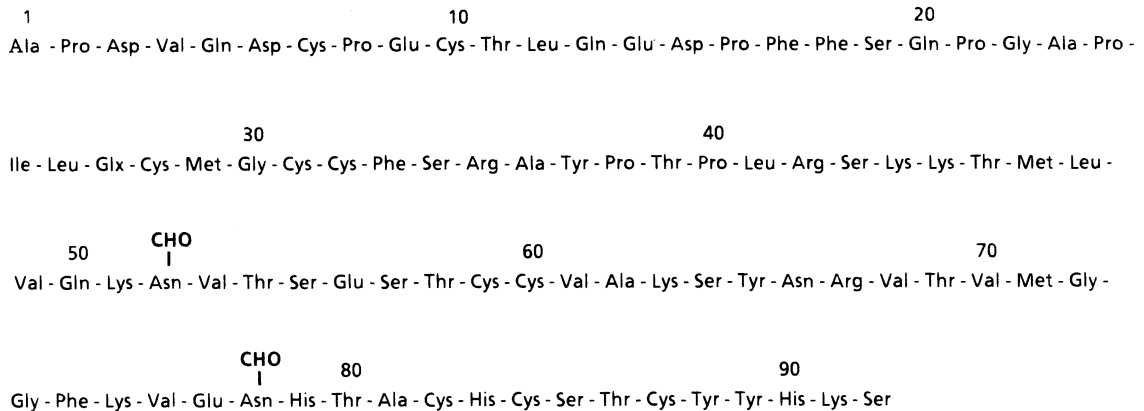 1 10 20
Ala - Pro - Asp - Val - Gln - Asp - Cys - Pro - Glu - Cys - Thr - Leu - Gln - Glu - Asp - Pro - Phe - Phe - Ser - Gln - Pro - Gly - Ala - Pro -
30 40
Ile - Leu - Glx - Cys - Met - Gly - Cys - Cys - Phe - Ser - Arg - Ala - Tyr - Pro - Thr - Pro - Leu - Arg - Ser - Lys - Lys - Thr - Met - Leu -
50 CHO 60 70
Val - Gln - Lys - Asn - Val - Thr - Ser - Glu - Ser - Thr - Cys - Cys - Val - Ala - Lys - Ser - Tyr - Asn - Arg - Val - Thr - Val - Met - Gly -
CHO 80 90
Gly - Phe - Lys - Val - Glu - Asn - His - Thr - Ala - Cys - His - Cys - Ser - Thr - Cys - Tyr - Tyr - His - Lys - Ser